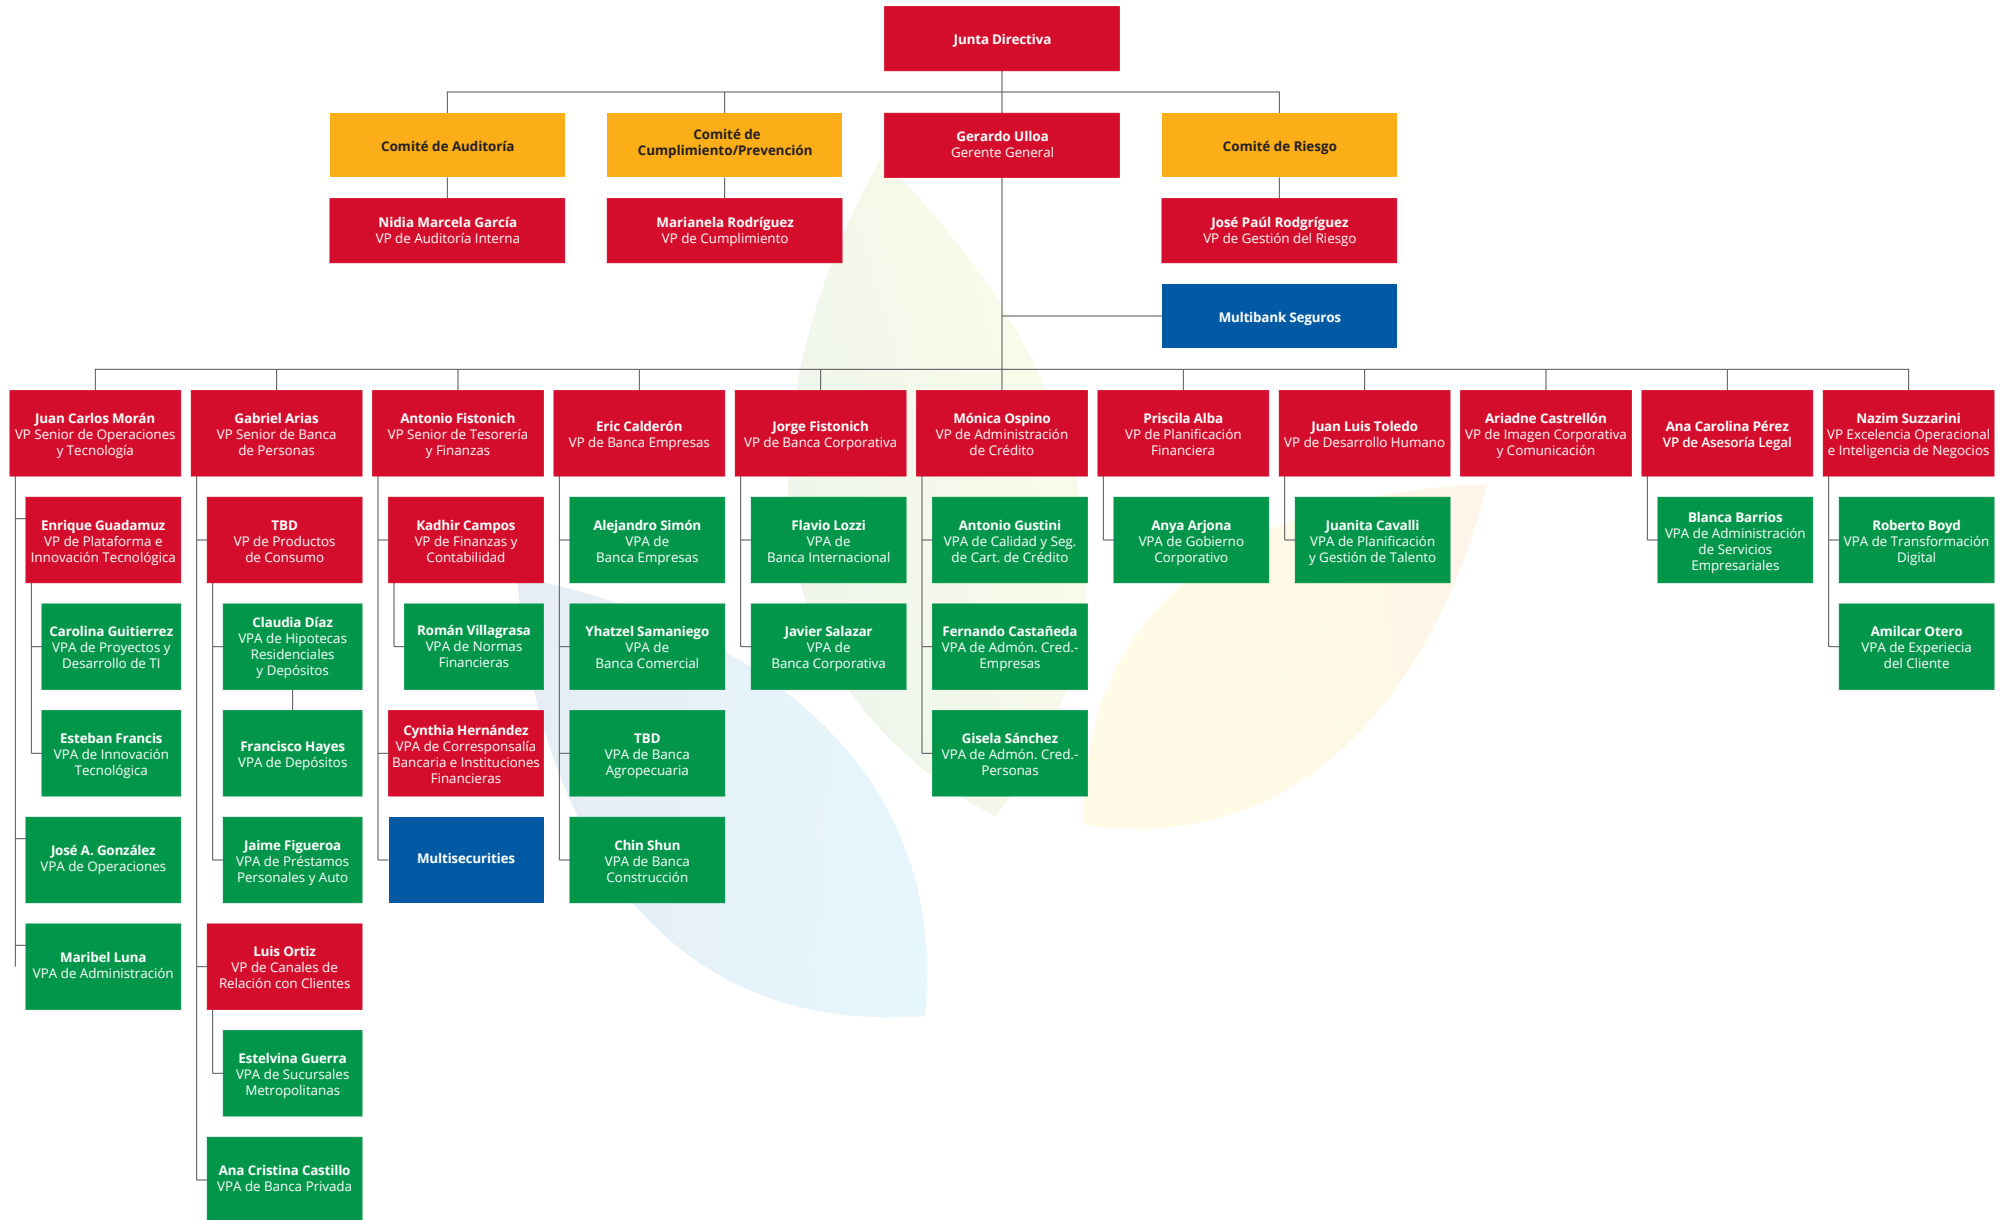 Junta Directiva
Comité de Auditoría
Comité de
Cumplimiento/Prevención
Gerardo Ulloa
Gerente General
Comité de Riesgo
Nidia Marcela García
VP de Auditoría Interna
Marianela Rodríguez
VP de Cumplimiento
José Paúl Rodgríguez
VP de Gestión del Riesgo
Multibank Seguros
Juan Carlos Morán
VP Senior de Operaciones
y Tecnología
Gabriel Arias
VP Senior de Banca
de Personas
Antonio Fistonich
VP Senior de Tesorería
y Finanzas
Eric Calderón
VP de Banca Empresas
Jorge Fistonich
VP de Banca Corporativa
Mónica Ospino
VP de Administración
de Crédito
Priscila Alba
VP de Planificación
Financiera
Juan Luis Toledo
VP de Desarrollo Humano
Ariadne Castrellón
VP de Imagen Corporativa
y Comunicación
Ana Carolina Pérez
VP de Asesoría Legal
Nazim Suzzarini
VP Excelencia Operacional
e Inteligencia de Negocios
Enrique Guadamuz
VP de Plataforma e
Innovación Tecnológica
TBD
VP de Productos
de Consumo
Kadhir Campos
VP de Finanzas y
Contabilidad
Alejandro Simón
VPA de
Banca Empresas
Flavio Lozzi
VPA de
Banca Internacional
Antonio Gustini
VPA de Calidad y Seg.
de Cart. de Crédito
Anya Arjona
VPA de Gobierno
Corporativo
Juanita Cavalli
VPA de Planificación
y Gestión de Talento
Blanca Barrios
VPA de Administración
de Servicios
Empresariales
Roberto Boyd
VPA de Transformación
Digital
Carolina Guitierrez
VPA de Proyectos y
Desarrollo de TI
Claudia Díaz
VPA de Hipotecas
Residenciales
y Depósitos
Román Villagrasa
VPA de Normas
Financieras
Yhatzel Samaniego
VPA de
Banca Comercial
Javier Salazar
VPA de
Banca Corporativa
Fernando Castañeda
VPA de Admón. Cred.-
Empresas
Amilcar Otero
VPA de Experiecia
del Cliente
Esteban Francis
VPA de Innovación
Tecnológica
Francisco Hayes
VPA de Depósitos
Cynthia Hernández
VPA de Corresponsalía
Bancaria e Instituciones
Financieras
TBD
VPA de Banca
Agropecuaria
Gisela Sánchez
VPA de Admón. Cred.-
Personas
José A. González
VPA de Operaciones
Jaime Figueroa
VPA de Préstamos
Personales y Auto
Multisecurities
Chin Shun
VPA de Banca
Construcción
Maribel Luna
VPA de Administración
Luis Ortiz
VP de Canales de
Relación con Clientes
Estelvina Guerra
VPA de Sucursales
Metropolitanas
Ana Cristina Castillo
VPA de Banca Privada